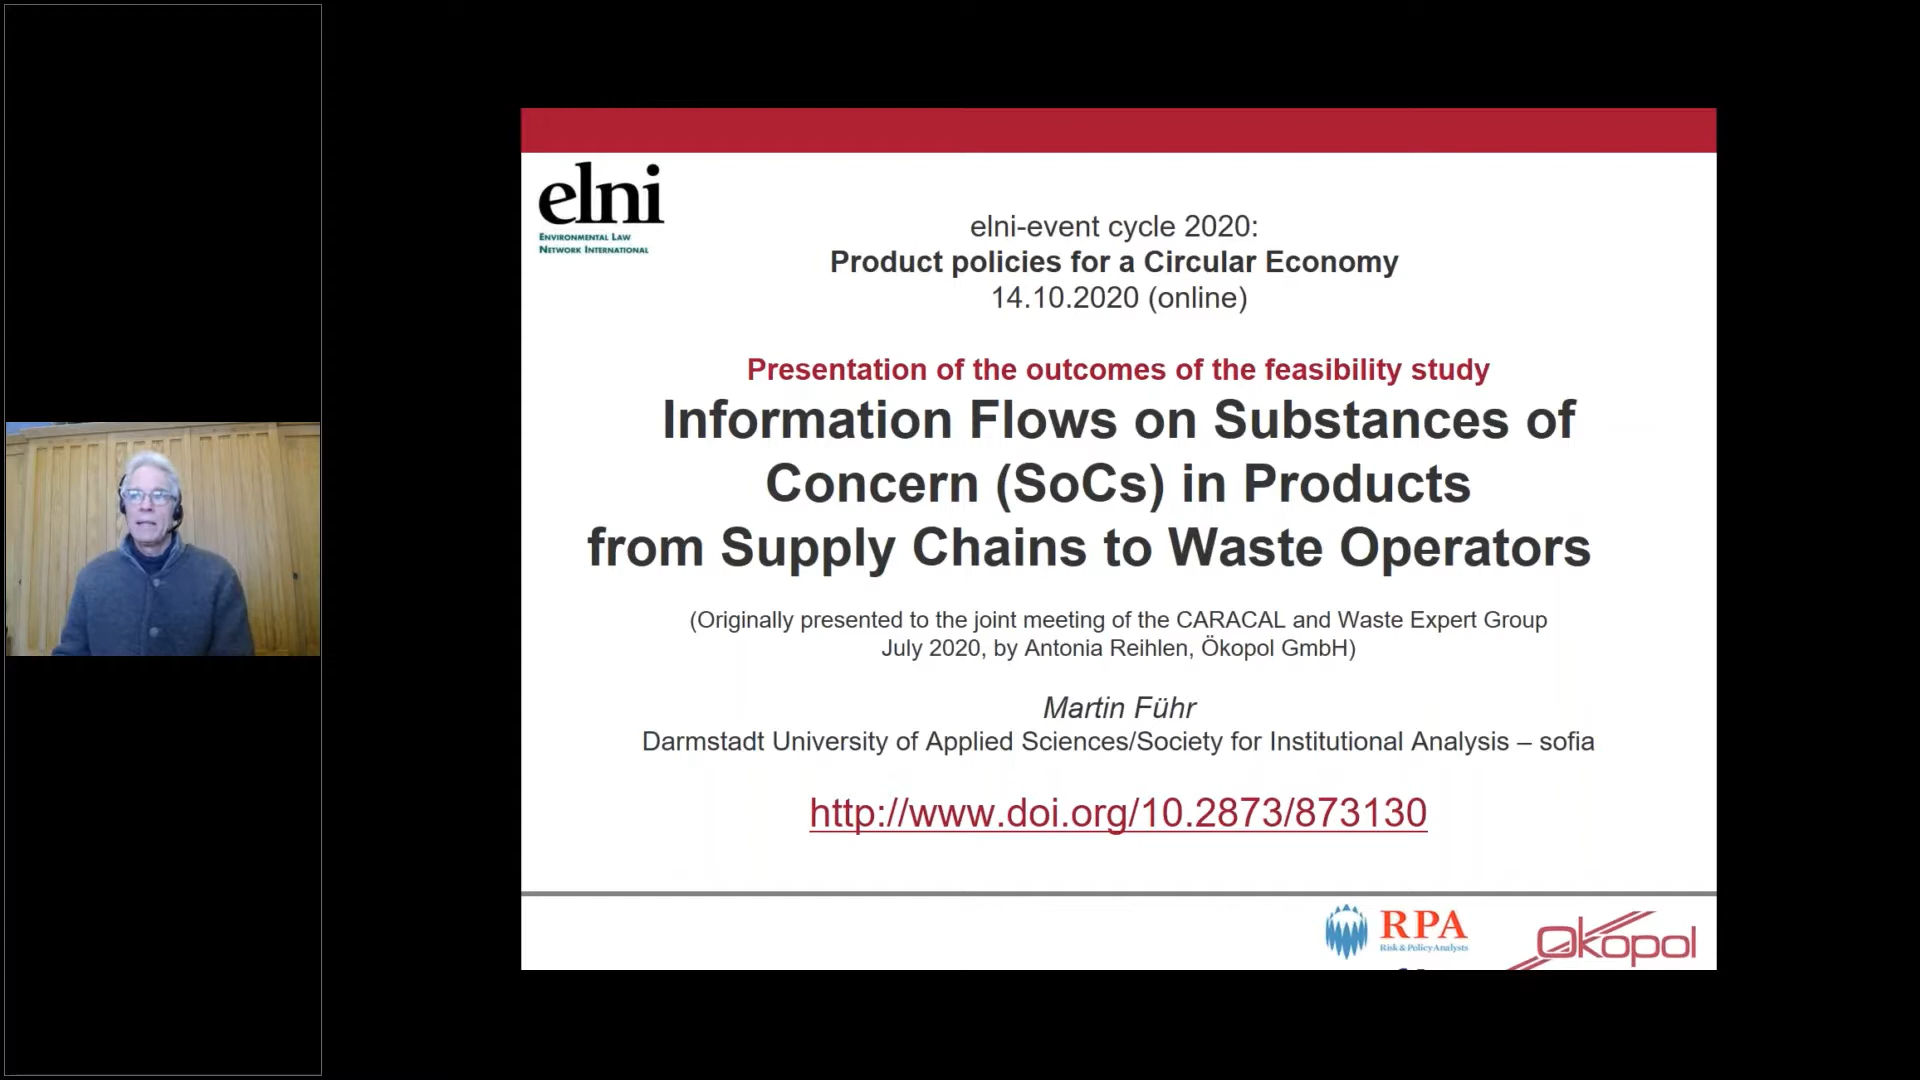 elni
ENVIRONMENTAL LAW
NETWORK INTERNATIONAL
elni-event cycle 2020:
Product policies for a Circular Economy
14.10.2020 (online)
Presentation of the outcomes of the feasibility study
Information Flows on Substances of
Concern (SoCs) in Products
from Supply Chains to Waste Operators
(Originally presented to the joint meeting of the CARACAL and Waste Expert Group
July 2020, by Antonia Reihlen, Ökopol GmbH)
Martin Führ
Darmstadt University of Applied Sciences/Society for Institutional Analysis – sofia
http://www.doi.org/10.2873/873130
RPA
Risk & Policy Analysts
Ökopol